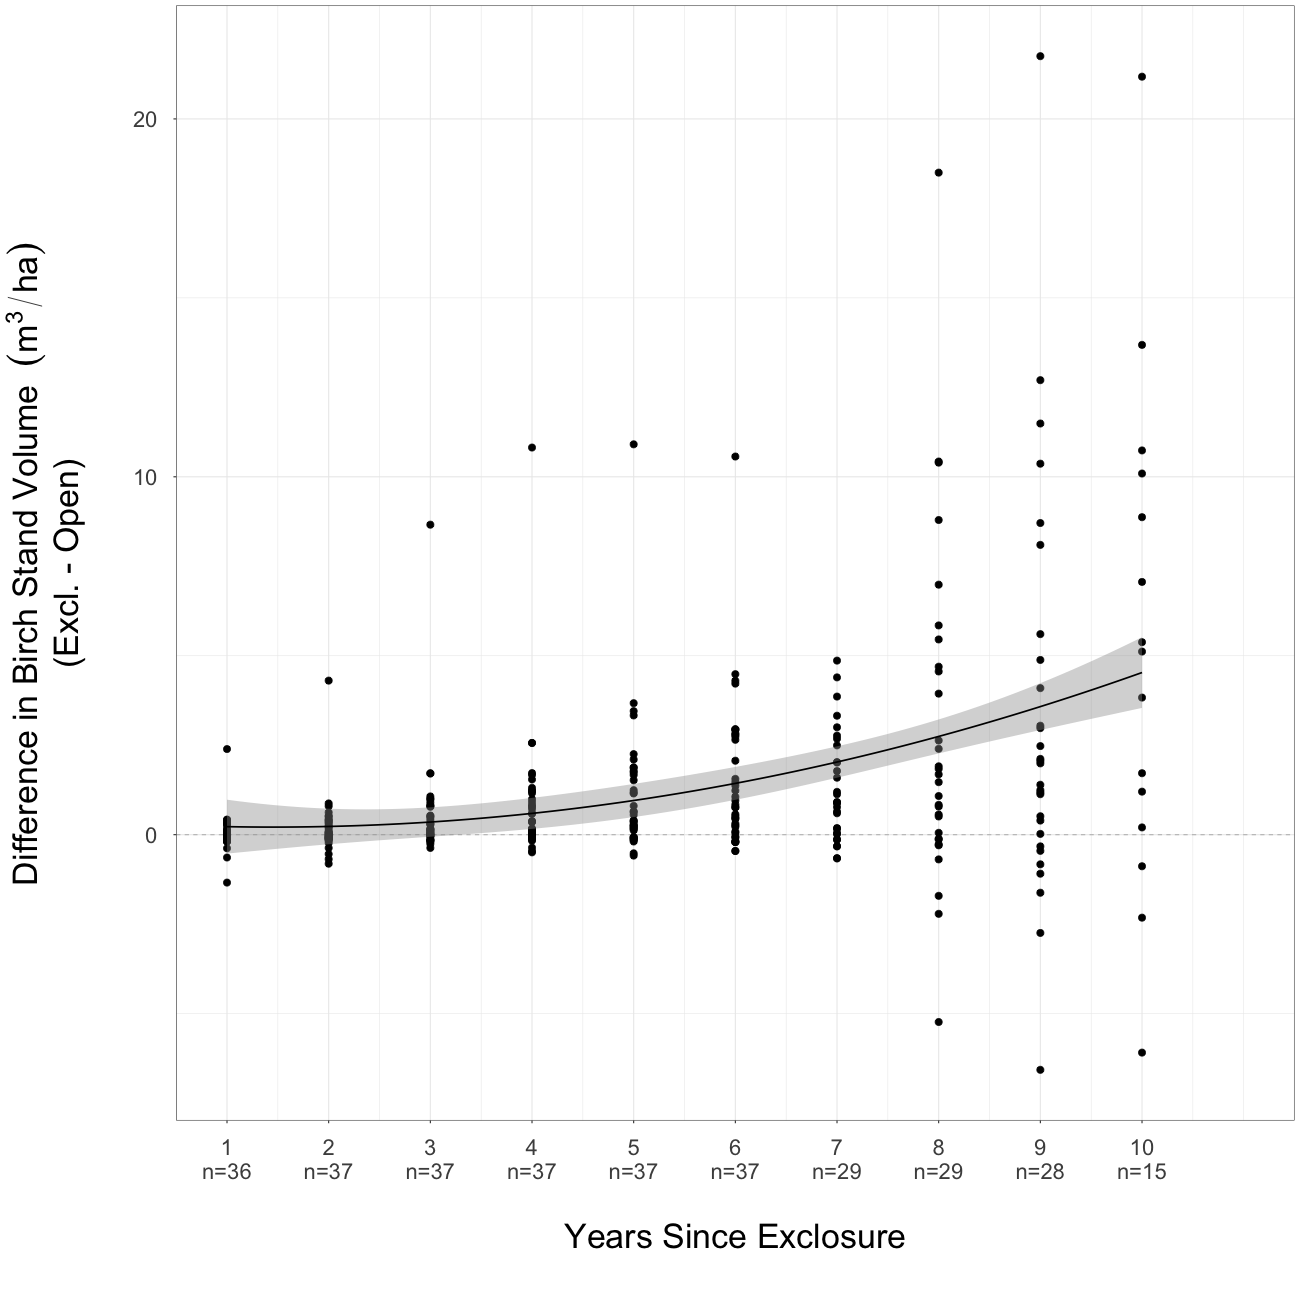 Difference in Birch Stand Volume (m³/ha)
(Excl. - Open)
20
10
0
1 2 3 4 5 6 7 8 9 10
n=36 n=37 n=37 n=37 n=37 n=37 n=29 n=29 n=28 n=15
Years Since Exclosure